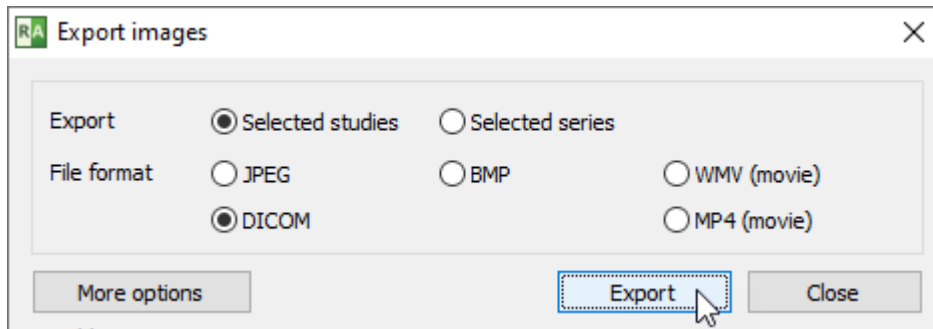 RA Export images
Export Selected studies Selected series
File format JPEG BMP WMV (movie)
DICOM MP4 (movie)
More options Export Close